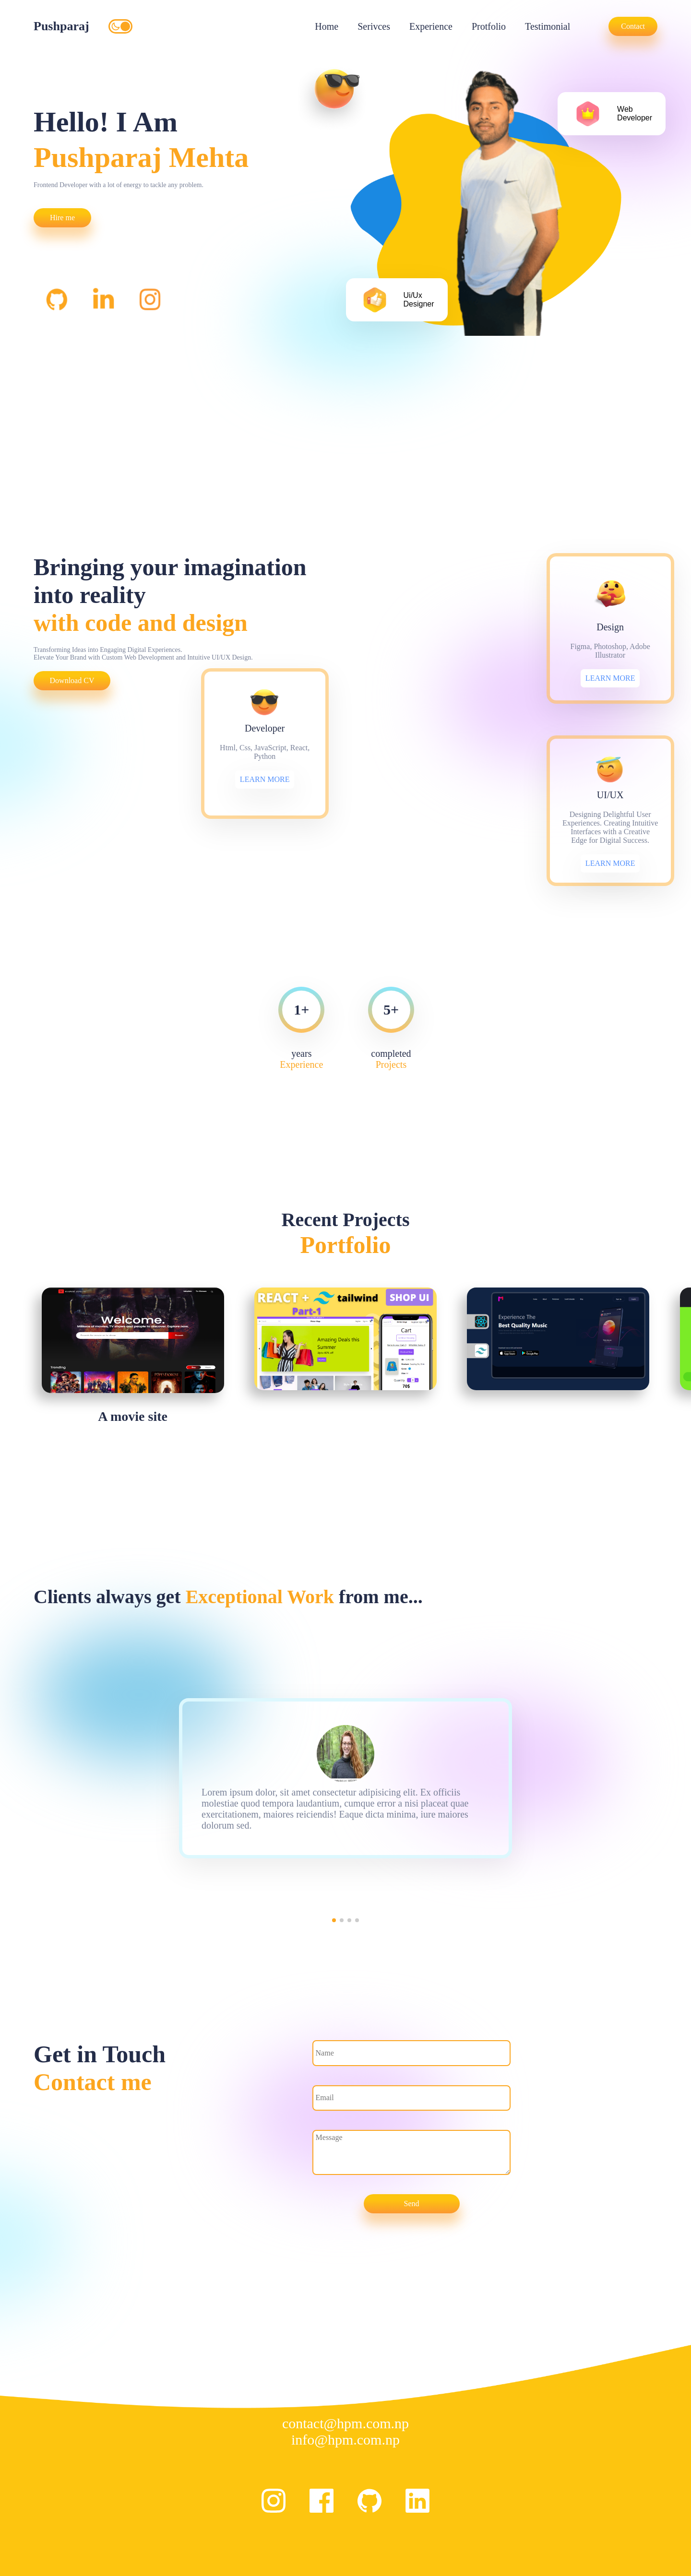 Pushparaj
Home
Serivces
Experience
Protfolio
Testimonial
Contact
Hello! I Am
Pushparaj Mehta
Frontend Developer with a lot of energy to tackle any problem.
Hire me
Web
Developer
Ui/Ux
Designer
Bringing your imagination
into reality
with code and design
Transforming Ideas into Engaging Digital Experiences.
Elevate Your Brand with Custom Web Development and Intuitive UI/UX Design.
Download CV
Design
Figma, Photoshop, Adobe
Illustrator
LEARN MORE
Developer
Html, Css, JavaScript, React,
Python
LEARN MORE
UI/UX
Designing Delightful User
Experiences. Creating Intuitive
Interfaces with a Creative
Edge for Digital Success.
LEARN MORE
1+
years
Experience
5+
completed
Projects
Recent Projects
Portfolio
Welcome.
Trending
REACT +
tailwind
SHOP UI
Part-1
Amazing Deals this
Summer
Cart
Experience The
Best Quality Music
A movie site
Clients always get Exceptional Work from me...
Lorem ipsum dolor, sit amet consectetur adipisicing elit. Ex officiis
molestiae quod tempora laudantium, cumque error a nisi placeat quae
exercitationem, maiores reiciendis! Eaque dicta minima, iure maiores
dolorum sed.
Get in Touch
Contact me
Name
Email
Message
Send
contact@hpm.com.np
info@hpm.com.np